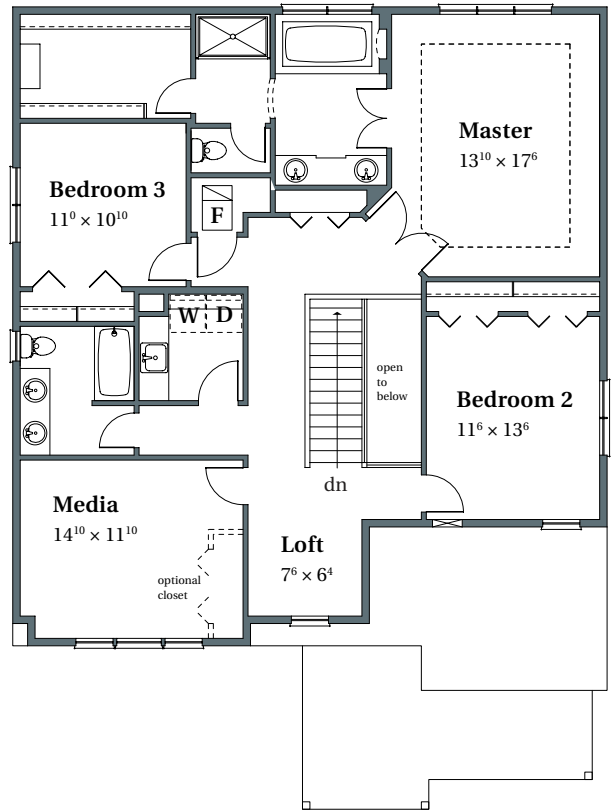 Master
13¹⁰ × 17⁶
Bedroom 3
11⁰ × 10¹⁰
F
W D
open
to
below
Bedroom 2
11⁶ × 13⁶
dn
Media
14¹⁰ × 11¹⁰
Loft
7⁶ × 6⁴
optional
closet